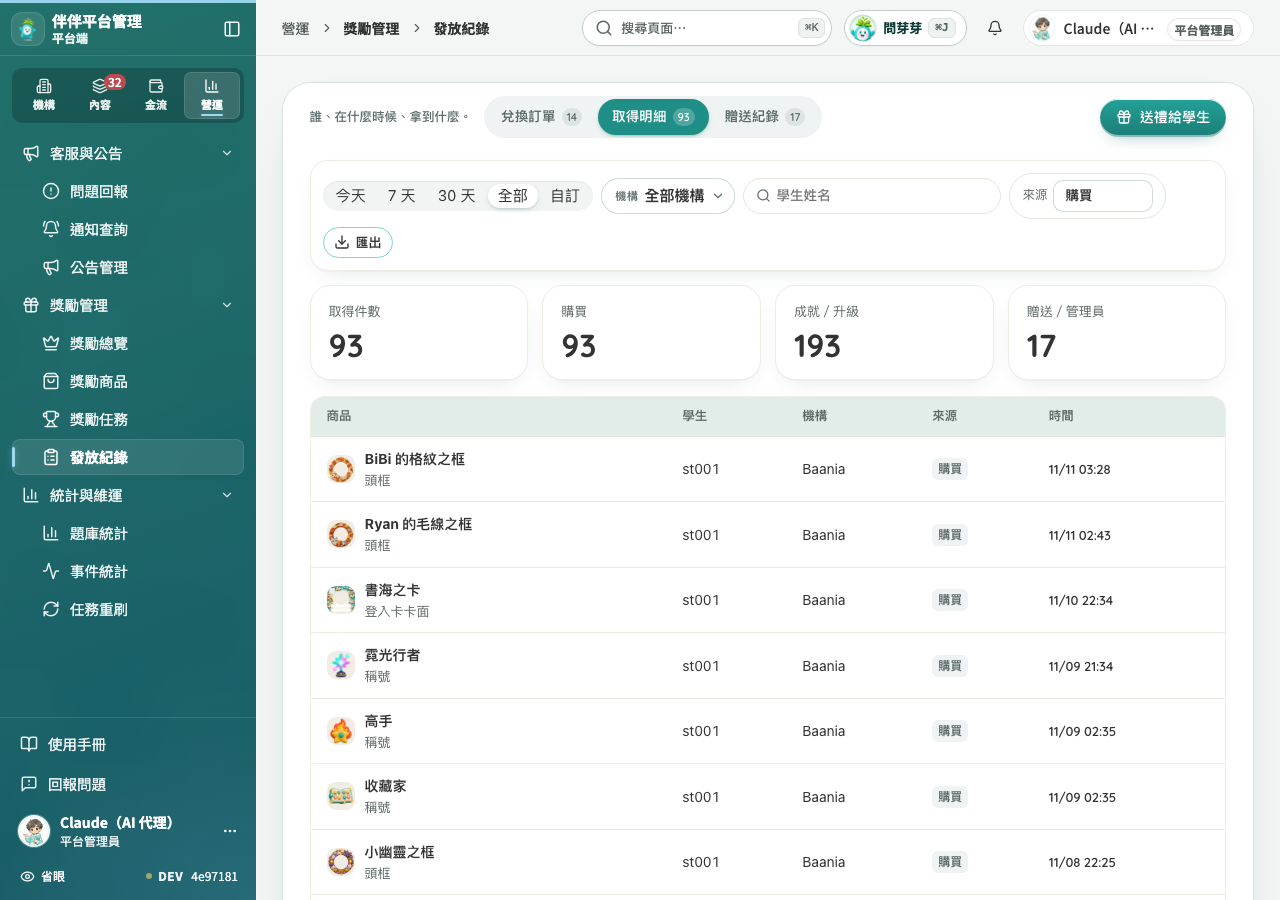 伴伴平台管理
平台端
機構
內容
32
金流
營運
客服與公告
問題回報
通知查詢
公告管理
獎勵管理
獎勵總覽
獎勵商品
獎勵任務
發放紀錄
統計與維運
題庫統計
事件統計
任務重刷
使用手冊
回報問題
Claude（AI 代理）
平台管理員
省眼
DEV 4e97181
營運 > 獎勵管理 > 發放紀錄
搜尋頁面… ⌘K
問芽芽 ⌘J
Claude（AI … 平台管理員
誰、在什麼時候、拿到什麼。
兌換訂單 14
取得明細 93
贈送紀錄 17
送禮給學生
今天 7 天 30 天 全部 自訂
機構 全部機構
學生姓名
來源 購買
匯出
取得件數
93
購買
93
成就 / 升級
193
贈送 / 管理員
17
商品 學生 機構 來源 時間
BiBi 的格紋之框
頭框
st001 Baania 購買 11/11 03:28
Ryan 的毛線之框
頭框
st001 Baania 購買 11/11 02:43
書海之卡
登入卡卡面
st001 Baania 購買 11/10 22:34
霓光行者
稱號
st001 Baania 購買 11/09 21:34
高手
稱號
st001 Baania 購買 11/09 02:35
收藏家
稱號
st001 Baania 購買 11/09 02:35
小幽靈之框
頭框
st001 Baania 購買 11/08 22:25